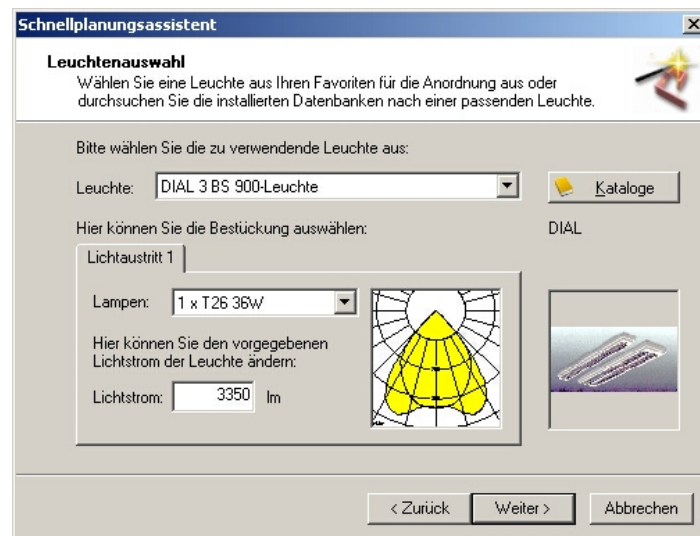 Schnellplanungsassistent
Leuchtenauswahl
Wählen Sie eine Leuchte aus Ihren Favoriten für die Anordnung aus oder
durchsuchen Sie die installierten Datenbanken nach einer passenden Leuchte.
Bitte wählen Sie die zu verwendende Leuchte aus:
Leuchte: DIAL 3 BS 900-Leuchte
Kataloge
Hier können Sie die Bestückung auswählen:
DIAL
Lichtaustritt 1
Lampen: 1 x T26 36W
Hier können Sie den vorgegebenen
Lichtstrom der Leuchte ändern:
Lichtstrom: 3350 lm
< Zurück
Weiter >
Abbrechen